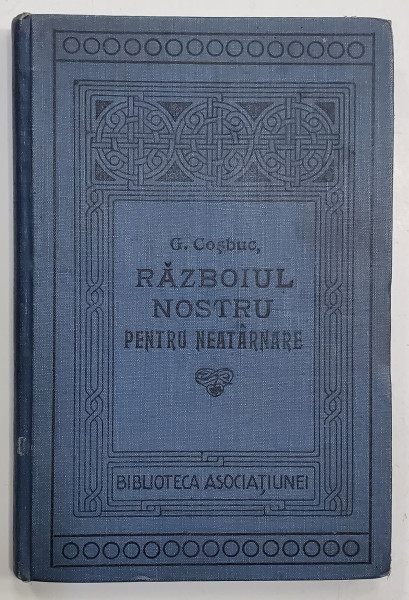 G. Coşbuc,
RĂZBOIUL
NOSTRU
PENTRU NEATÂRNARE
BIBLIOTECA ASOCIAŢIUNEI